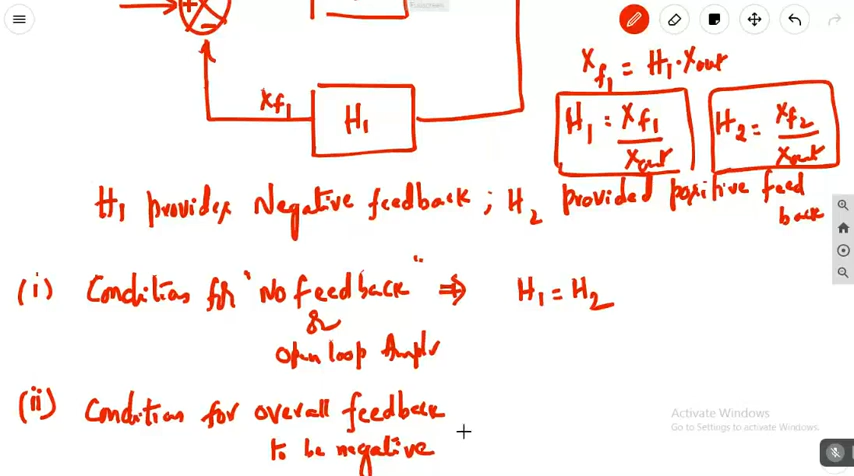 Xf1 = H1·Xout
Xf1
H1
H1 = Xf1 / Xout
H2 = Xf2 / Xout
H1 provides Negative feedback ; H2 provided positive feed
back
(i) Condition for "No feedback" ⇒ H1 = H2
&
open loop Amplr
(ii) Condition for overall feedback
to be negative
Activate Windows
Go to Settings to activate Windows.